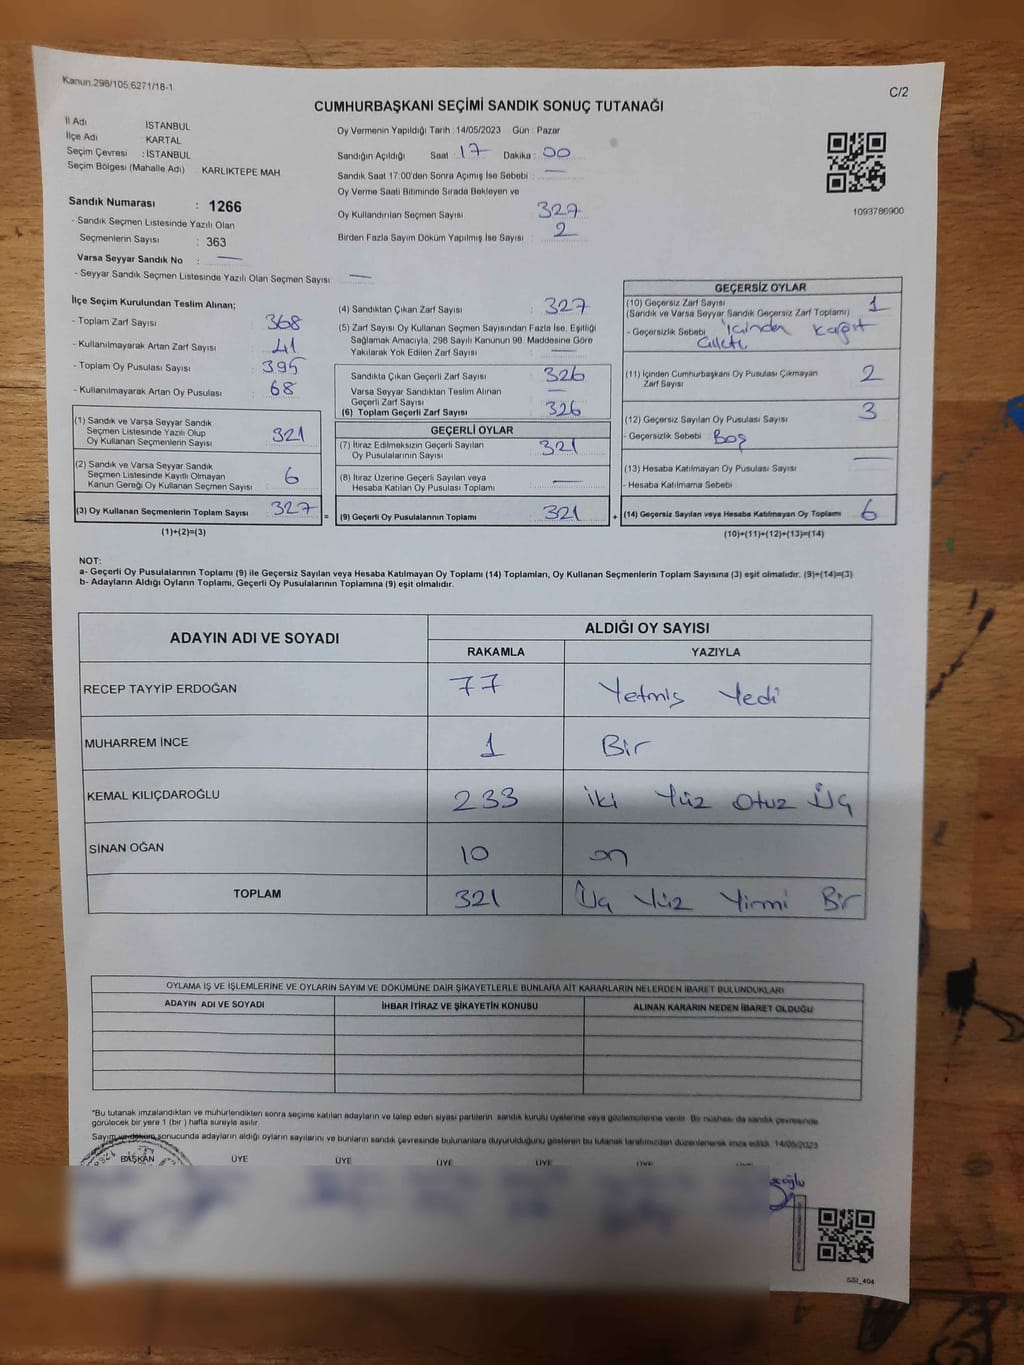 Kanun.298/105,6271/18-1
C/2
CUMHURBAŞKANI SEÇİMİ SANDIK SONUÇ TUTANAĞI
İl Adı İSTANBUL
İlçe Adı KARTAL
Seçim Çevresi : İSTANBUL
Seçim Bölgesi (Mahalle Adı) KARLIKTEPE MAH
Sandık Numarası : 1266
- Sandık Seçmen Listesinde Yazılı Olan
Seçmenlerin Sayısı : 363
Varsa Seyyar Sandık No : —
- Seyyar Sandık Seçmen Listesinde Yazılı Olan Seçmen Sayısı —
Oy Vermenin Yapıldığı Tarih : 14/05/2023 Gün : Pazar
Sandığın Açıldığı Saat : 17 Dakika : 00
Sandık Saat 17:00'den Sonra Açımış İse Sebebi : —
Oy Verme Saati Bitiminde Sırada Bekleyen ve
Oy Kullandırılan Seçmen Sayısı 327
Birden Fazla Sayım Döküm Yapılmış İse Sayısı : 2
1093786900
İlçe Seçim Kurulundan Teslim Alınan;
- Toplam Zarf Sayısı : 368
- Kullanılmayarak Artan Zarf Sayısı : 41
- Toplam Oy Pusulası Sayısı : 395
- Kullanılmayarak Artan Oy Pusulası : 68
(1) Sandık ve Varsa Seyyar Sandık
Seçmen Listesinde Yazılı Olup
Oy Kullanan Seçmenlerin Sayısı 321
(2) Sandık ve Varsa Seyyar Sandık
Seçmen Listesinde Kayıtlı Olmayan
Kanun Gereği Oy Kullanan Seçmen Sayısı 6
(3) Oy Kullanan Seçmenlerin Toplam Sayısı 327
(1)+(2)=(3)
(4) Sandıktan Çıkan Zarf Sayısı : 327
(5) Zarf Sayısı Oy Kullanan Seçmen Sayısından Fazla İse, Eşitliği
Sağlamak Amacıyla, 298 Sayılı Kanunun 98. Maddesine Göre
Yakılarak Yok Edilen Zarf Sayısı : —
Sandıkta Çıkan Geçerli Zarf Sayısı : 326
Varsa Seyyar Sandıktan Teslim Alınan
Geçerli Zarf Sayısı : —
(6) Toplam Geçerli Zarf Sayısı : 326
GEÇERLİ OYLAR
(7) İtiraz Edilmeksizin Geçerli Sayılan
Oy Pusulalarının Sayısı : 321
(8) İtiraz Üzerine Geçerli Sayılan veya
Hesaba Katılan Oy Pusulası Toplamı : —
= (9) Geçerli Oy Pusulalarının Toplamı 321
GEÇERSİZ OYLAR
(10) Geçersiz Zarf Sayısı 1
(Sandık ve Varsa Seyyar Sandık Geçersiz Zarf Toplamı)
- Geçersizlik Sebebi içinden kağıt
(11) İçinden Cumhurbaşkanı Oy Pusulası Çıkmayan
Zarf Sayısı 2
(12) Geçersiz Sayılan Oy Pusulası Sayısı 3
- Geçersizlik Sebebi Boş
(13) Hesaba Katılmayan Oy Pusulası Sayısı —
- Hesaba Katılmama Sebebi
+ (14) Geçersiz Sayılan veya Hesaba Katılmayan Oy Toplamı 6
(10)+(11)+(12)+(13)=(14)
NOT:
a- Geçerli Oy Pusulalarının Toplamı (9) ile Geçersiz Sayılan veya Hesaba Katılmayan Oy Toplamı (14) Toplamları, Oy Kullanan Seçmenlerin Toplam Sayısına (3) eşit olmalıdır. (9)+(14)=(3)
b- Adayların Aldığı Oyların Toplamı, Geçerli Oy Pusulalarının Toplamına (9) eşit olmalıdır.
ADAYIN ADI VE SOYADI ALDIĞI OY SAYISI
RAKAMLA YAZIYLA
RECEP TAYYİP ERDOĞAN 77 Yetmiş Yedi
MUHARREM İNCE 1 Bir
KEMAL KILIÇDAROĞLU 233 iki Yüz Otuz Üç
SİNAN OĞAN 10 on
TOPLAM 321 Üç Yüz Yirmi Bir
OYLAMA İŞ VE İŞLEMLERİNE VE OYLARIN SAYIM VE DÖKÜMÜNE DAİR ŞİKAYETLERLE BUNLARA AİT KARARLARIN NELERDEN İBARET BULUNDUKLARI
ADAYIN ADI VE SOYADI İHBAR İTİRAZ VE ŞİKAYETİN KONUSU ALINAN KARARIN NEDEN İBARET OLDUĞU
*Bu tutanak imzalandıktan ve mühürlendikten sonra seçime katılan adayların ve talep eden siyasi partilerin sandık kurulu üyelerine veya gözlemcilerine verilir. Bir nüshası da sandık çevresinde
görülecek bir yere 1 (bir ) hafta süreyle asılır.
Sayım ve döküm sonucunda adayların aldığı oyların sayılarını ve bunların sandık çevresinde bulunanlara duyurulduğunu gösteren bu tutanak tarafımızdan düzenlenerek imza edildi. 14/05/2023
BAŞKAN ÜYE ÜYE ÜYE ÜYE ÜYE
SSI_404